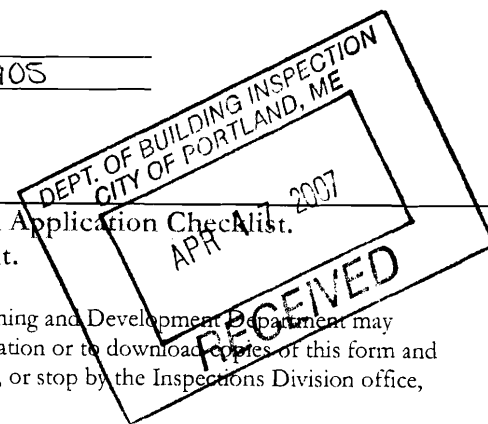 905
DEPT. OF BUILDING INSPECTION
CITY OF PORTLAND, ME
APR 17 2007
RECEIVED
Application Checklist.
t.
ning and Development Department may
ation or to download copies of this form and
, or stop by the Inspections Division office,